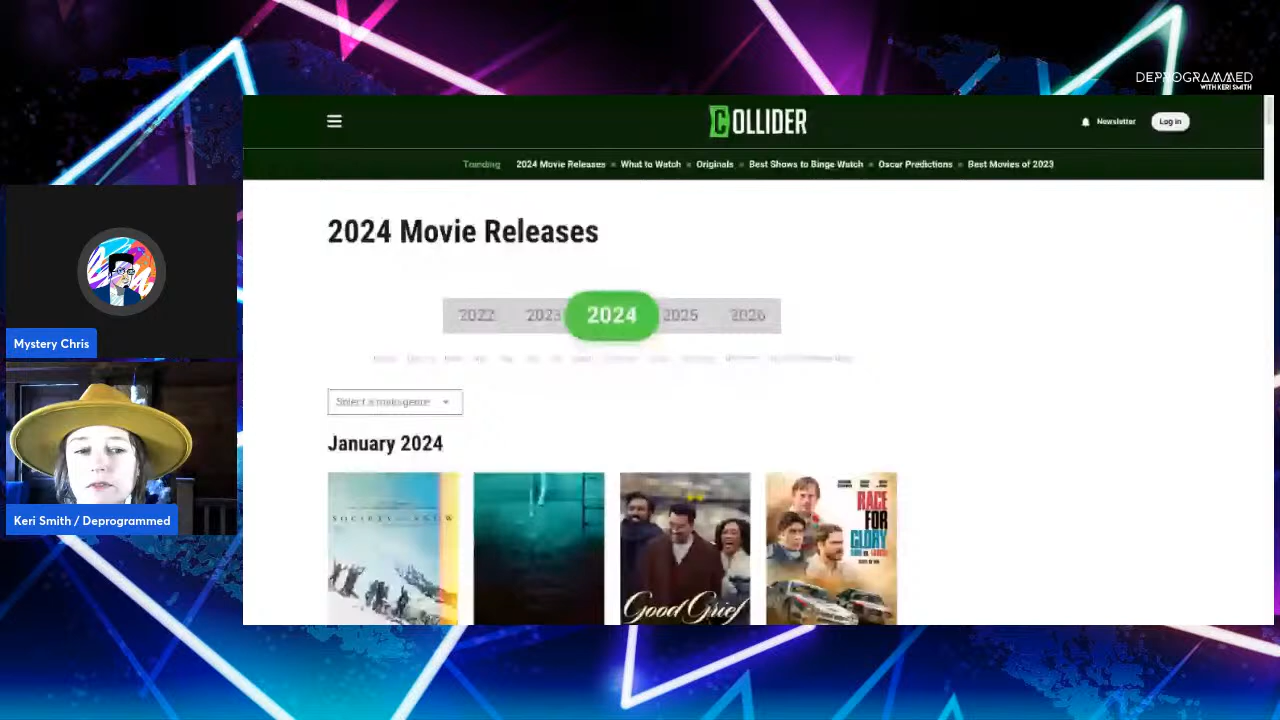 DEPROGRAMMED
WITH KERI SMITH
COLLIDER
Newsletter
Log in
Trending
2024 Movie Releases
What to Watch
Originals
Best Shows to Binge Watch
Oscar Predictions
Best Movies of 2023
2024 Movie Releases
2022
2023
2024
2025
2026
January 2024
SOCIETY SNOW
Good Grief
RACE
FOR
GLORY
Mystery Chris
Keri Smith / Deprogrammed